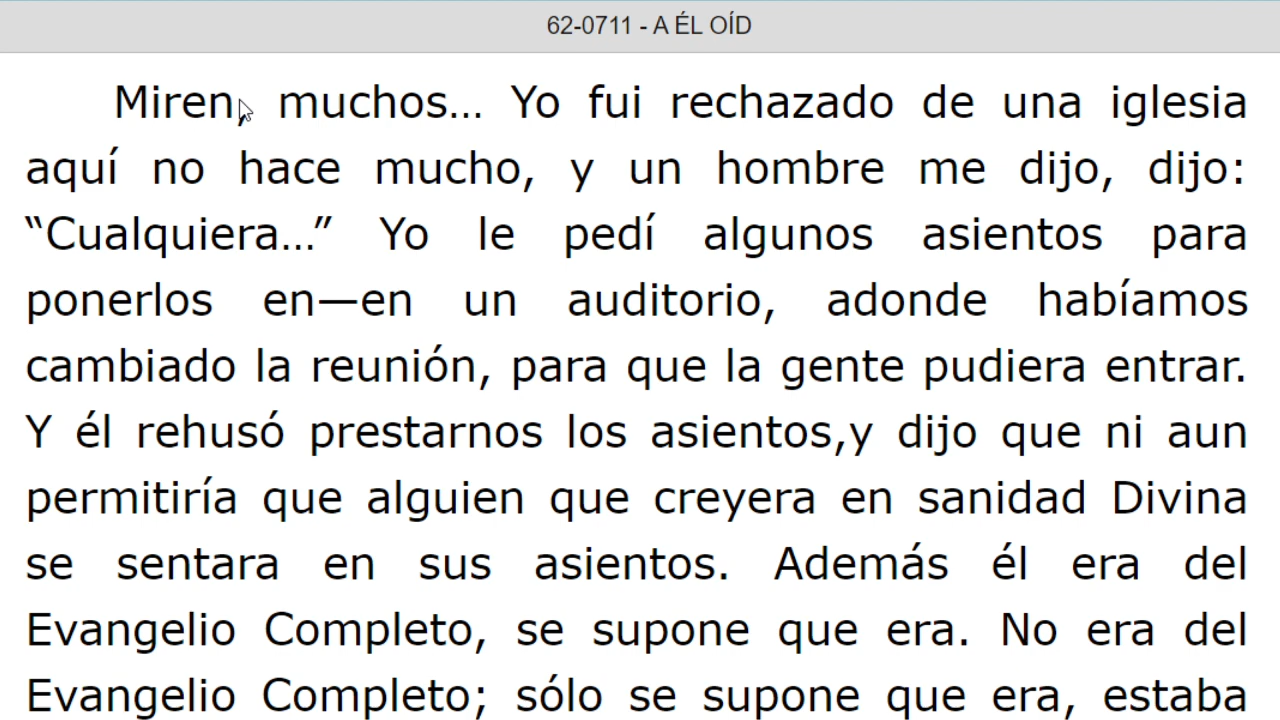 62-0711 - A ÉL OÍD
Miren, muchos… Yo fui rechazado de una iglesia
aquí no hace mucho, y un hombre me dijo, dijo:
“Cualquiera…” Yo le pedí algunos asientos para
ponerlos en—en un auditorio, adonde habíamos
cambiado la reunión, para que la gente pudiera entrar.
Y él rehusó prestarnos los asientos,y dijo que ni aun
permitiría que alguien que creyera en sanidad Divina
se sentara en sus asientos. Además él era del
Evangelio Completo, se supone que era. No era del
Evangelio Completo; sólo se supone que era, estaba